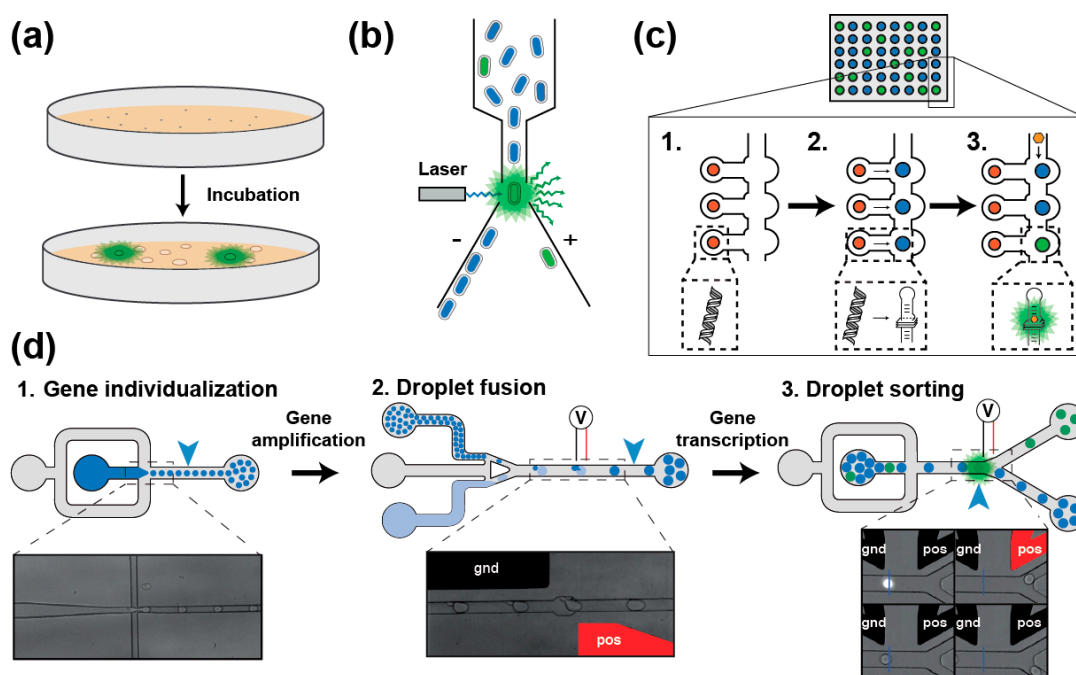 (a)
Incubation
(b)
Laser
-
+
(c)
1.
2.
3.
(d)
1. Gene individualization
Gene
amplification
2. Droplet fusion
V
Gene
transcription
3. Droplet sorting
V
gnd
pos
gnd
pos
gnd
pos
gnd
pos
gnd
pos